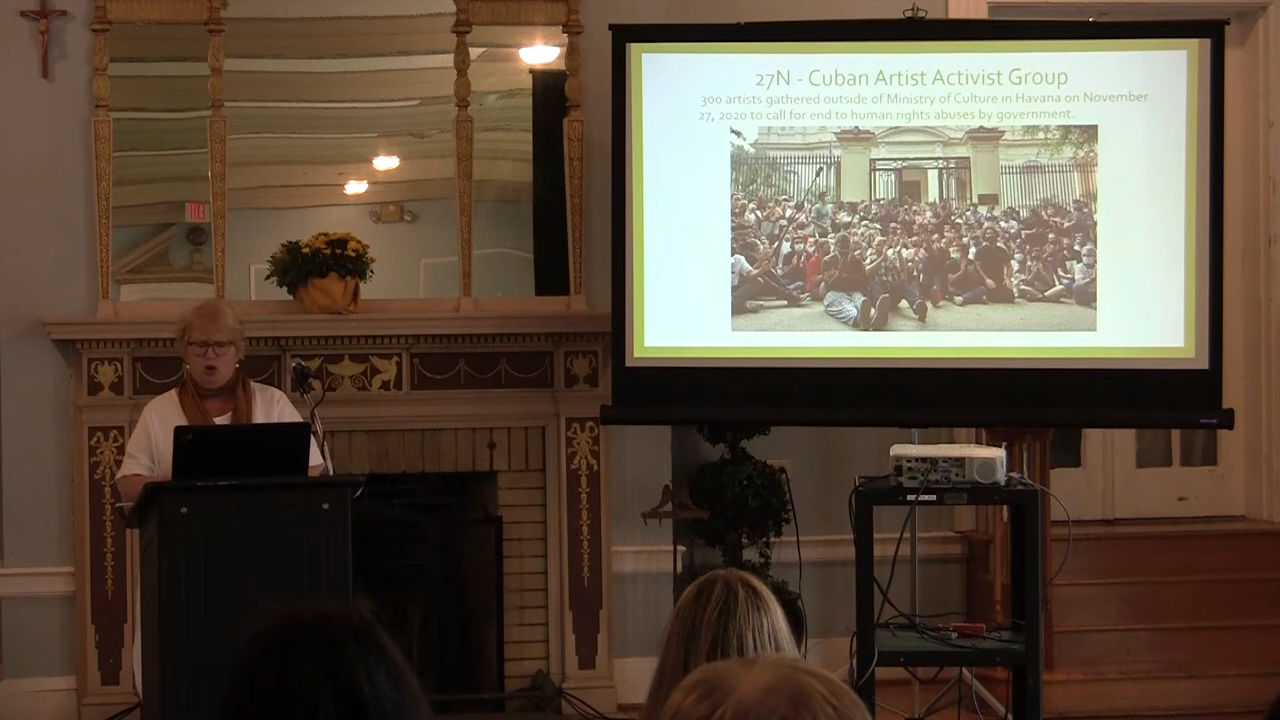 27N - Cuban Artist Activist Group
300 artists gathered outside of Ministry of Culture in Havana on November
27, 2020 to call for end to human rights abuses by government.